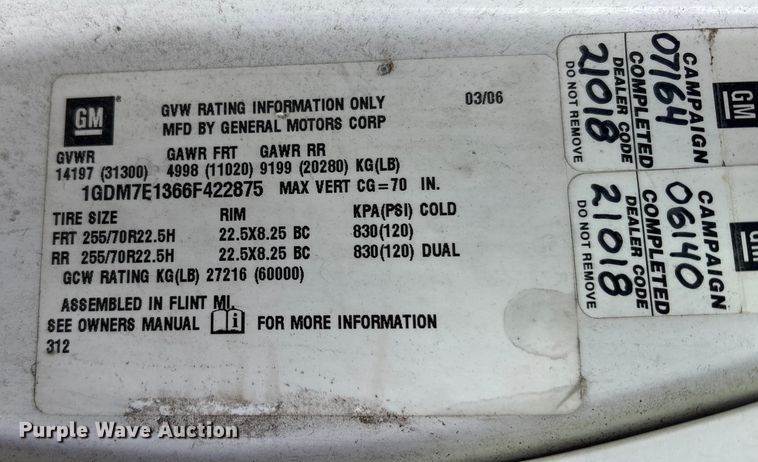 GM
GVW RATING INFORMATION ONLY 03/06
MFD BY GENERAL MOTORS CORP
GVWR GAWR FRT GAWR RR
14197 (31300) 4998 (11020) 9199 (20280) KG(LB)
1GDM7E1366F422875 MAX VERT CG=70 IN.
TIRE SIZE RIM KPA(PSI) COLD
FRT 255/70R22.5H 22.5X8.25 BC 830(120)
RR 255/70R22.5H 22.5X8.25 BC 830(120) DUAL
GCW RATING KG(LB) 27216 (60000)
ASSEMBLED IN FLINT MI.
SEE OWNERS MANUAL i FOR MORE INFORMATION
312
GM
CAMPAIGN
07164
COMPLETED
DEALER CODE
21018
DO NOT REMOVE
GM
CAMPAIGN
06140
COMPLETED
DEALER CODE
21018
DO NOT REMOVE
Purple Wave Auction